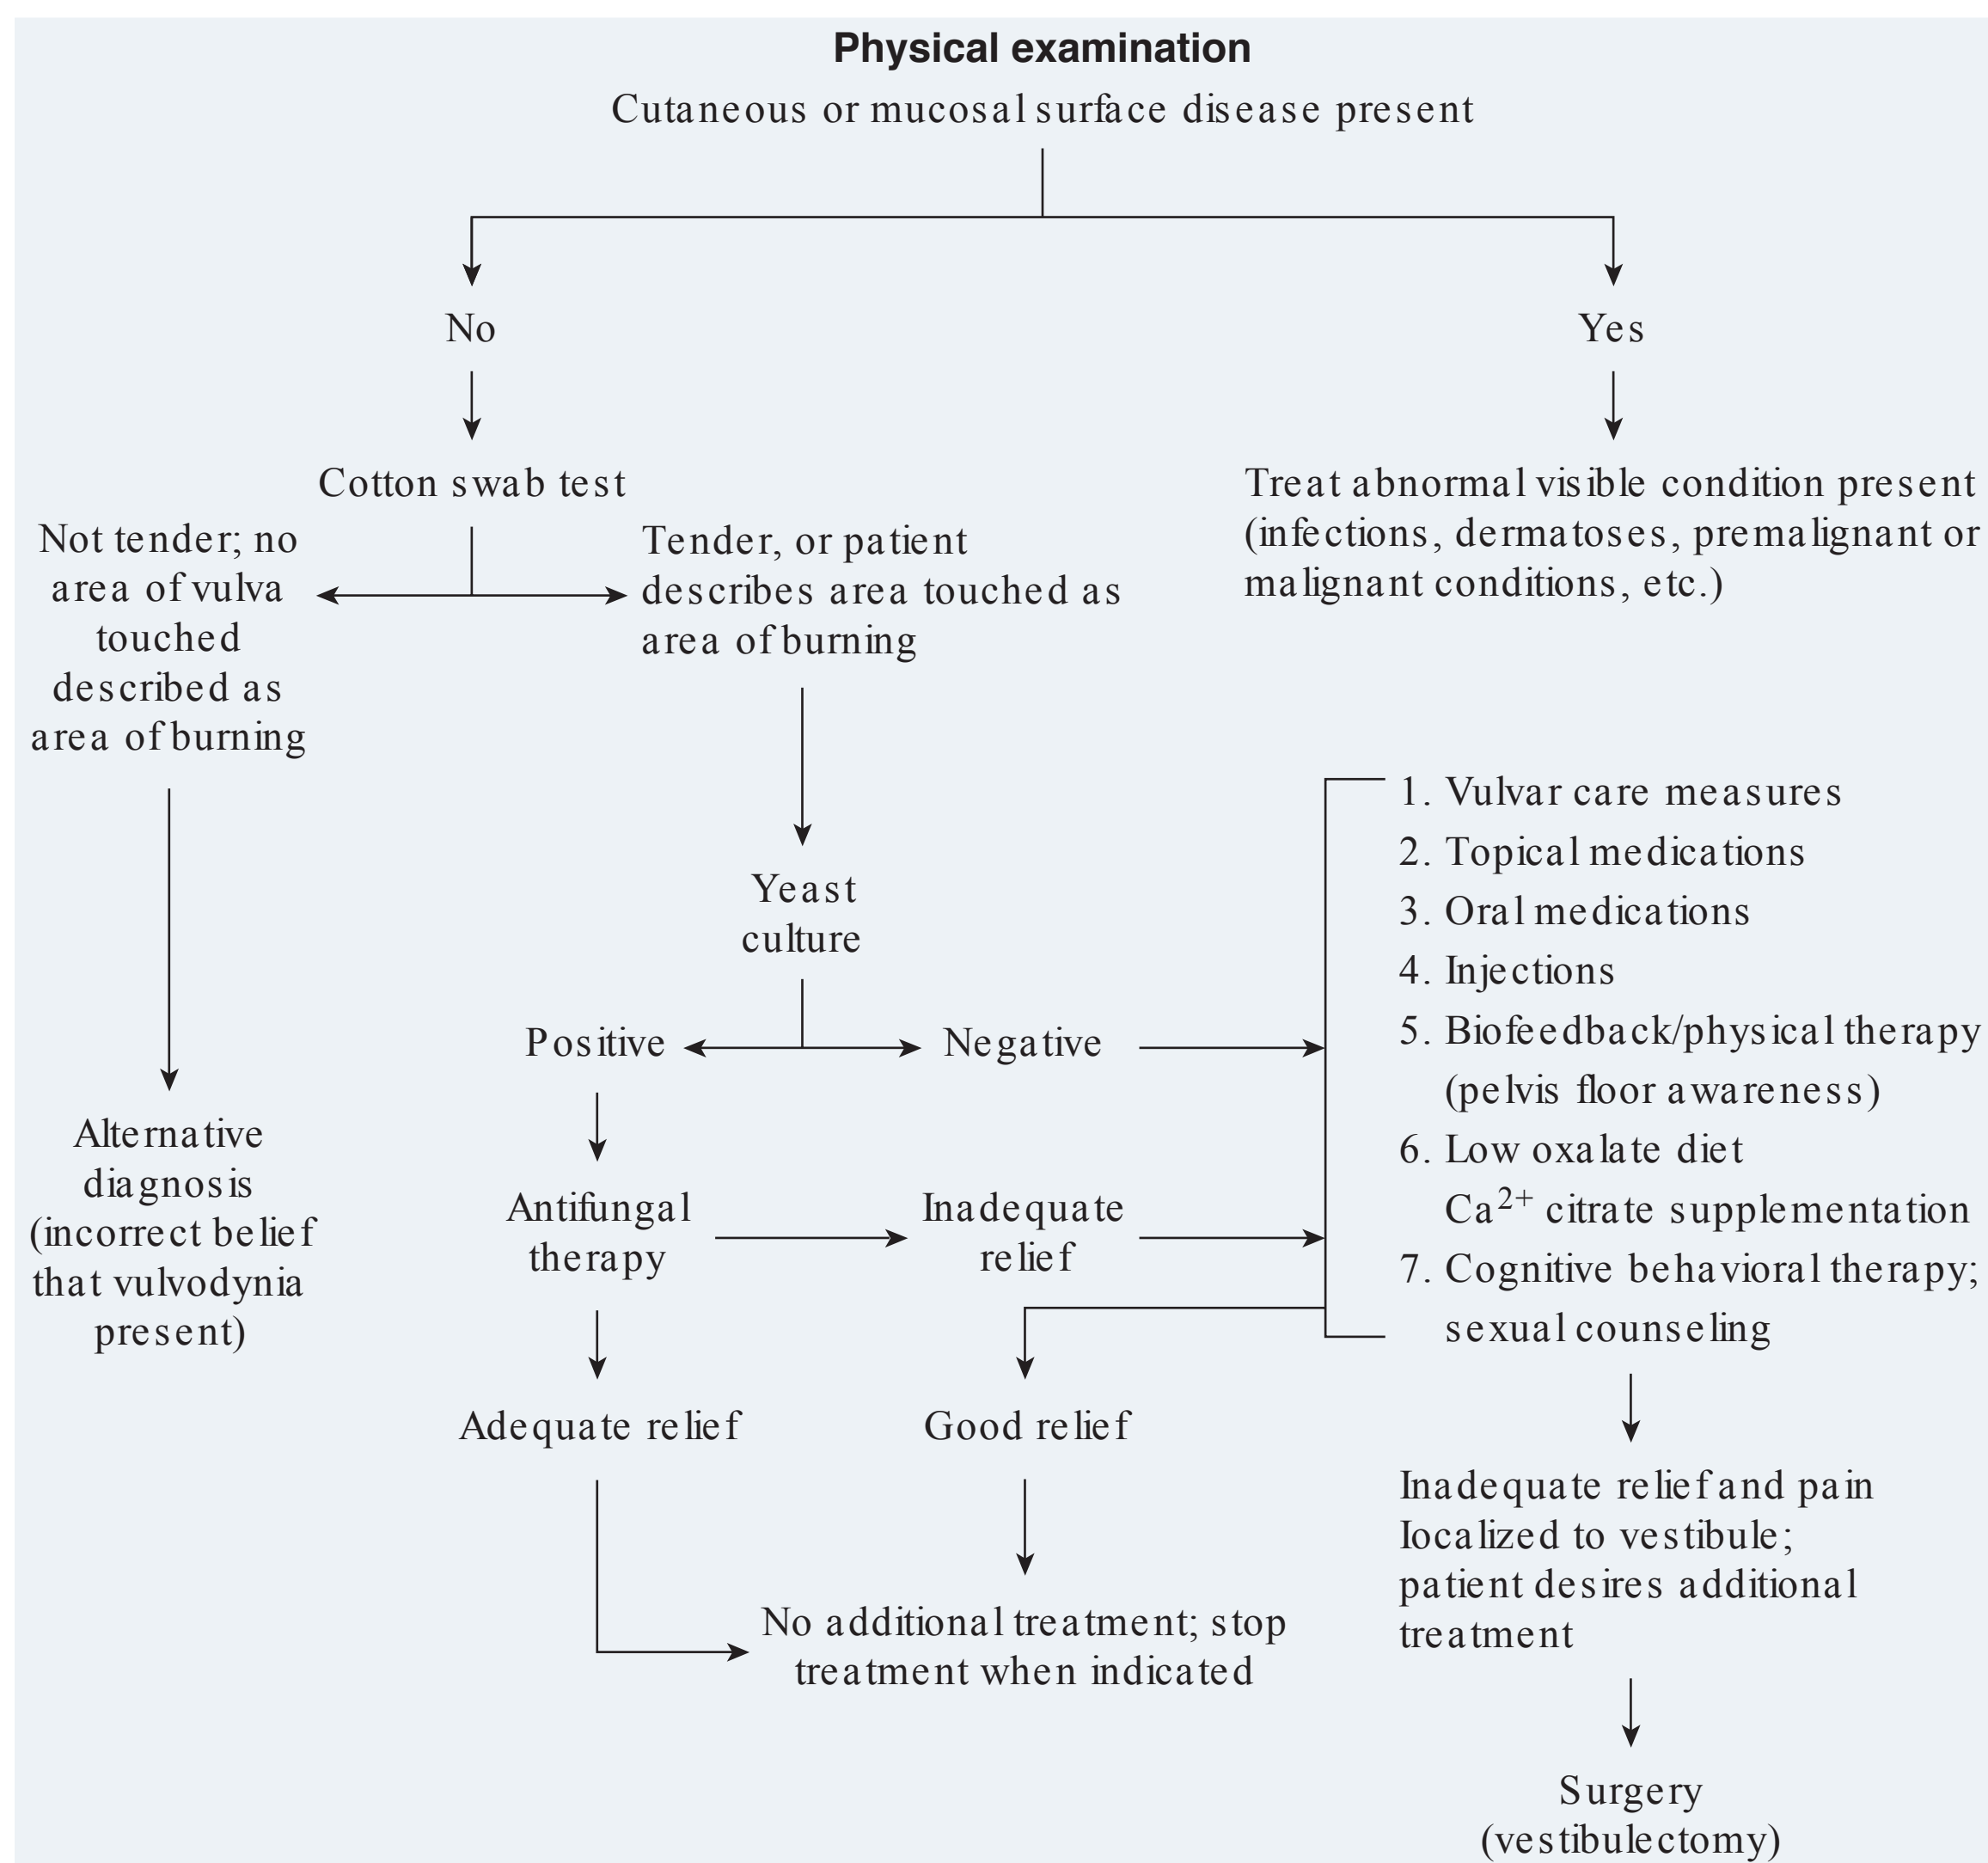 Physical examination
Cutaneous or mucosal surface disease present
No
Yes
Cotton swab test
Not tender; no
area of vulva
touched
described as
area of burning
Tender, or patient
describes area touched as
area of burning
Treat abnormal visible condition present
(infections, dermatoses, premalignant or
malignant conditions, etc.)
Yeast
culture
Positive
Negative
1. Vulvar care measures
2. Topical medications
3. Oral medications
4. Injections
5. Biofeedback/physical therapy
(pelvis floor awareness)
6. Low oxalate diet
Ca²⁺ citrate supplementation
7. Cognitive behavioral therapy;
sexual counseling
Alternative
diagnosis
(incorrect belief
that vulvodynia
present)
Antifungal
therapy
Inadequate
relief
Adequate relief
Good relief
Inadequate relief and pain
localized to vestibule;
patient desires additional
treatment
No additional treatment; stop
treatment when indicated
Surgery
(vestibulectomy)